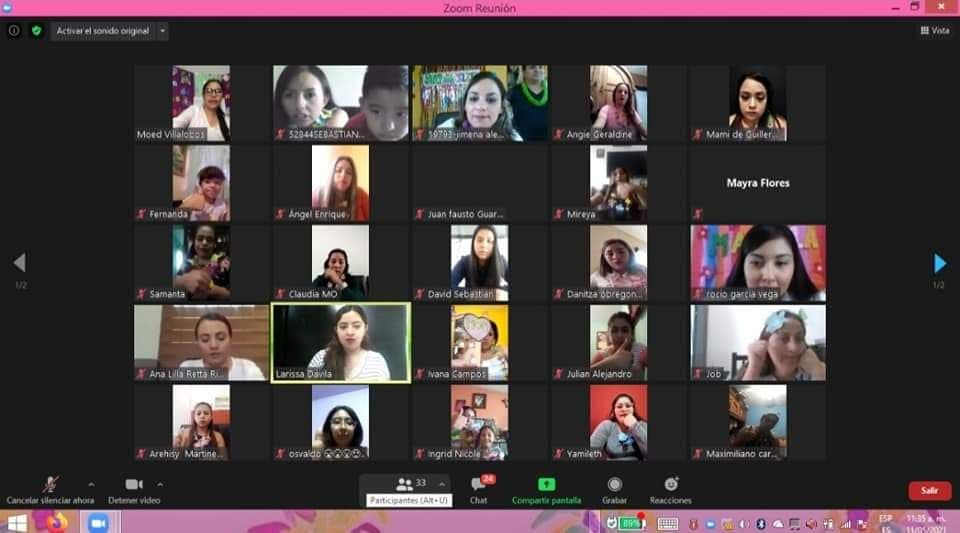 Zoom Reunión
Activar el sonido original
Vista
Moed Villalobos
52844SEBASTIAN...
19793-jimena ale...
Angie Geraldine
Mami de Guiller...
Fernanda
Ángel Enrique
Juan fausto Guar...
Mireya
Mayra Flores
Samanta
Claudia MO
David Sebastian
Danitza obregon...
rocio garcia vega
1/2
1/2
Ana Lilia Retta Ri...
Larissa Davila
Ivana Campos
Julian Alejandro
Job
Arehisy Martine...
osvaldo
Ingrid Nicole
Yamileth
Maximiliano car...
33
24
Cancelar silenciar ahora
Detener video
Participantes (Alt+U)
Chat
Compartir pantalla
Grabar
Reacciones
Salir
89%
ESP
11:35 a. m.
ES
11/05/2021